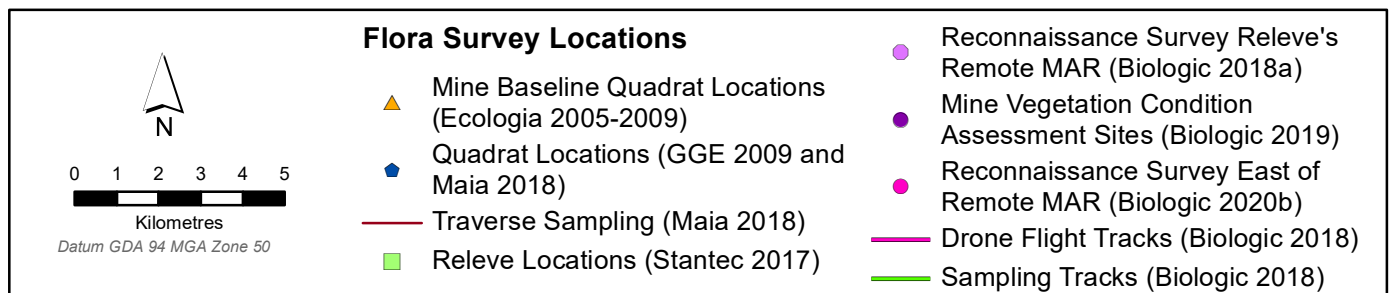 N
0 1 2 3 4 5
Kilometres
Datum GDA 94 MGA Zone 50
Flora Survey Locations
Mine Baseline Quadrat Locations
(Ecologia 2005-2009)
Quadrat Locations (GGE 2009 and
Maia 2018)
Traverse Sampling (Maia 2018)
Releve Locations (Stantec 2017)
Reconnaissance Survey Releve's
Remote MAR (Biologic 2018a)
Mine Vegetation Condition
Assessment Sites (Biologic 2019)
Reconnaissance Survey East of
Remote MAR (Biologic 2020b)
Drone Flight Tracks (Biologic 2018)
Sampling Tracks (Biologic 2018)